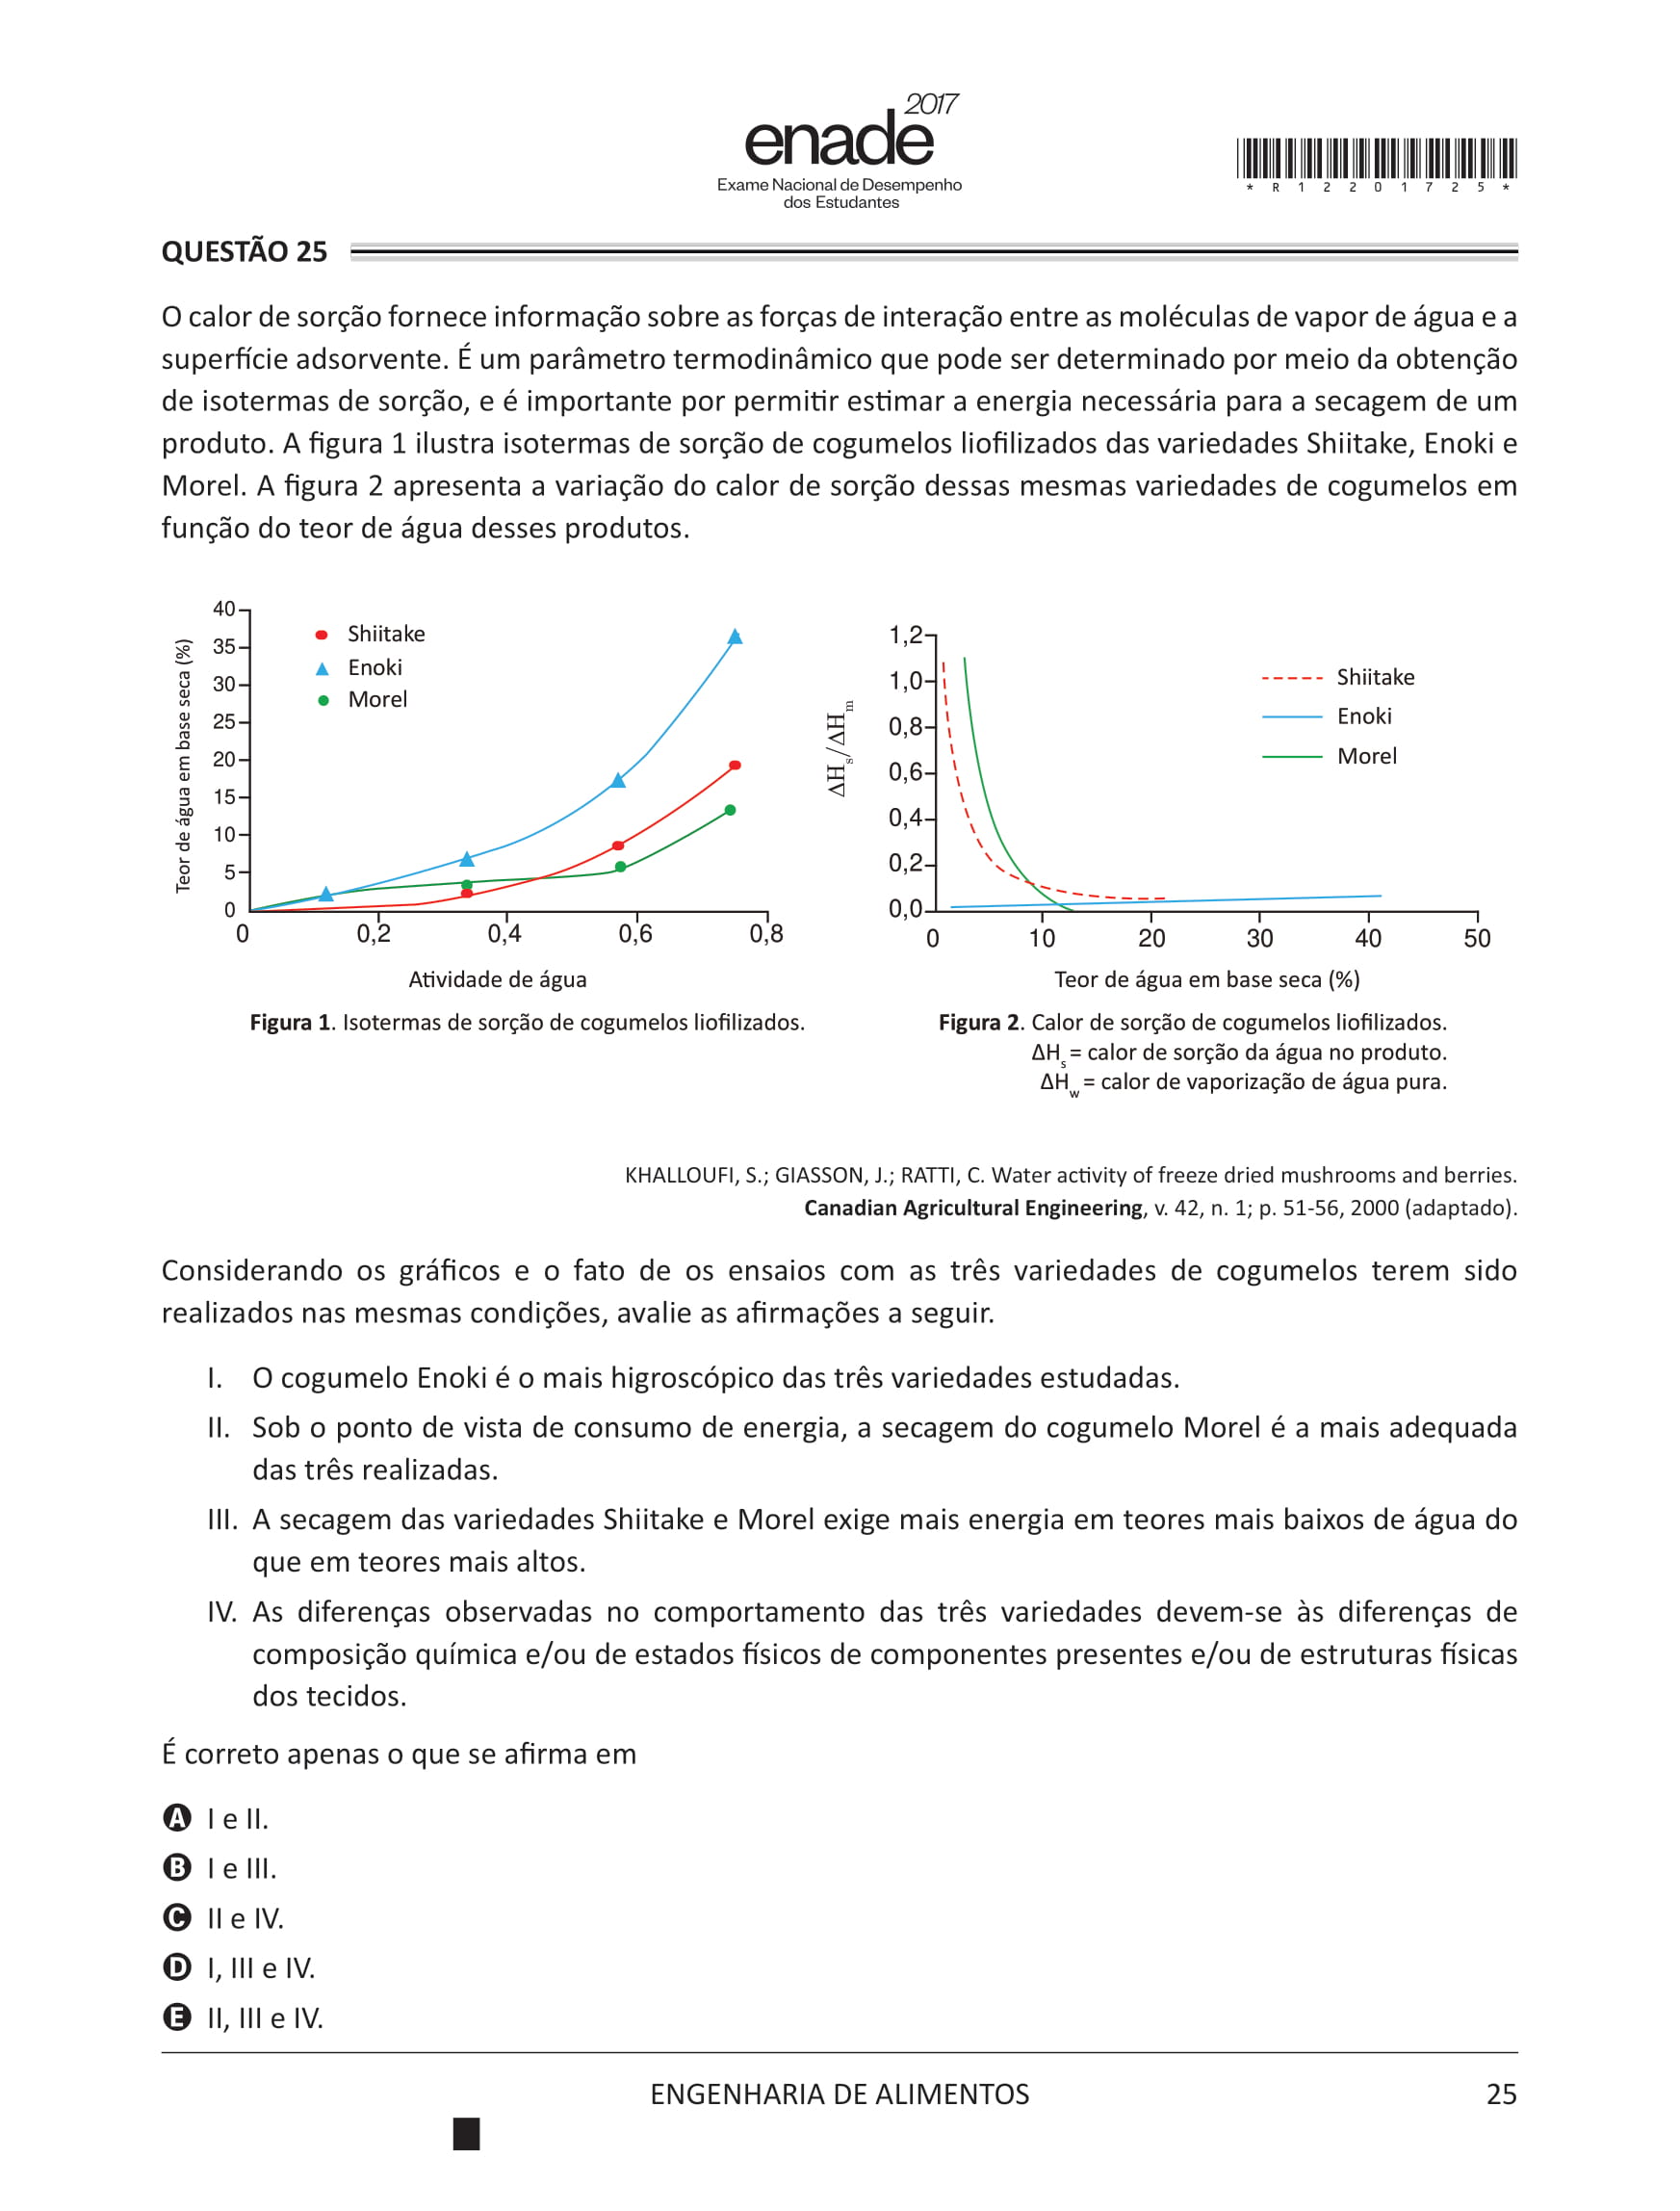 2017
enade
Exame Nacional de Desempenho
dos Estudantes
* R 1 2 2 0 1 7 2 5 *
QUESTÃO 25
O calor de sorção fornece informação sobre as forças de interação entre as moléculas de vapor de água e a
superfície adsorvente. É um parâmetro termodinâmico que pode ser determinado por meio da obtenção
de isotermas de sorção, e é importante por permitir estimar a energia necessária para a secagem de um
produto. A figura 1 ilustra isotermas de sorção de cogumelos liofilizados das variedades Shiitake, Enoki e
Morel. A figura 2 apresenta a variação do calor de sorção dessas mesmas variedades de cogumelos em
função do teor de água desses produtos.
Teor de água em base seca (%)
40
35
30
25
20
15
10
5
0
Shiitake
Enoki
Morel
0 0,2 0,4 0,6 0,8
Atividade de água
Figura 1. Isotermas de sorção de cogumelos liofilizados.
ΔHs/ΔHm
1,2
1,0
0,8
0,6
0,4
0,2
0,0
Shiitake
Enoki
Morel
0 10 20 30 40 50
Teor de água em base seca (%)
Figura 2. Calor de sorção de cogumelos liofilizados.
ΔHs = calor de sorção da água no produto.
ΔHw = calor de vaporização de água pura.
KHALLOUFI, S.; GIASSON, J.; RATTI, C. Water activity of freeze dried mushrooms and berries.
Canadian Agricultural Engineering, v. 42, n. 1; p. 51-56, 2000 (adaptado).
Considerando os gráficos e o fato de os ensaios com as três variedades de cogumelos terem sido
realizados nas mesmas condições, avalie as afirmações a seguir.
I. O cogumelo Enoki é o mais higroscópico das três variedades estudadas.
II. Sob o ponto de vista de consumo de energia, a secagem do cogumelo Morel é a mais adequada
das três realizadas.
III. A secagem das variedades Shiitake e Morel exige mais energia em teores mais baixos de água do
que em teores mais altos.
IV. As diferenças observadas no comportamento das três variedades devem-se às diferenças de
composição química e/ou de estados físicos de componentes presentes e/ou de estruturas físicas
dos tecidos.
É correto apenas o que se afirma em
A I e II.
B I e III.
C II e IV.
D I, III e IV.
E II, III e IV.
ENGENHARIA DE ALIMENTOS
25